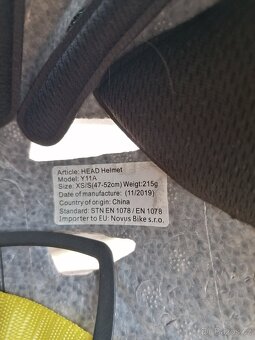 Article: HEAD Helmet
Model: Y11A
Size: XS/S(47-52cm) Weigt:215g
Date of manufacture: (11/2019)
Country of origin: China
Standard: STN EN 1078 / EN 1078
Importer to EU: Novus Bike s.r.o.